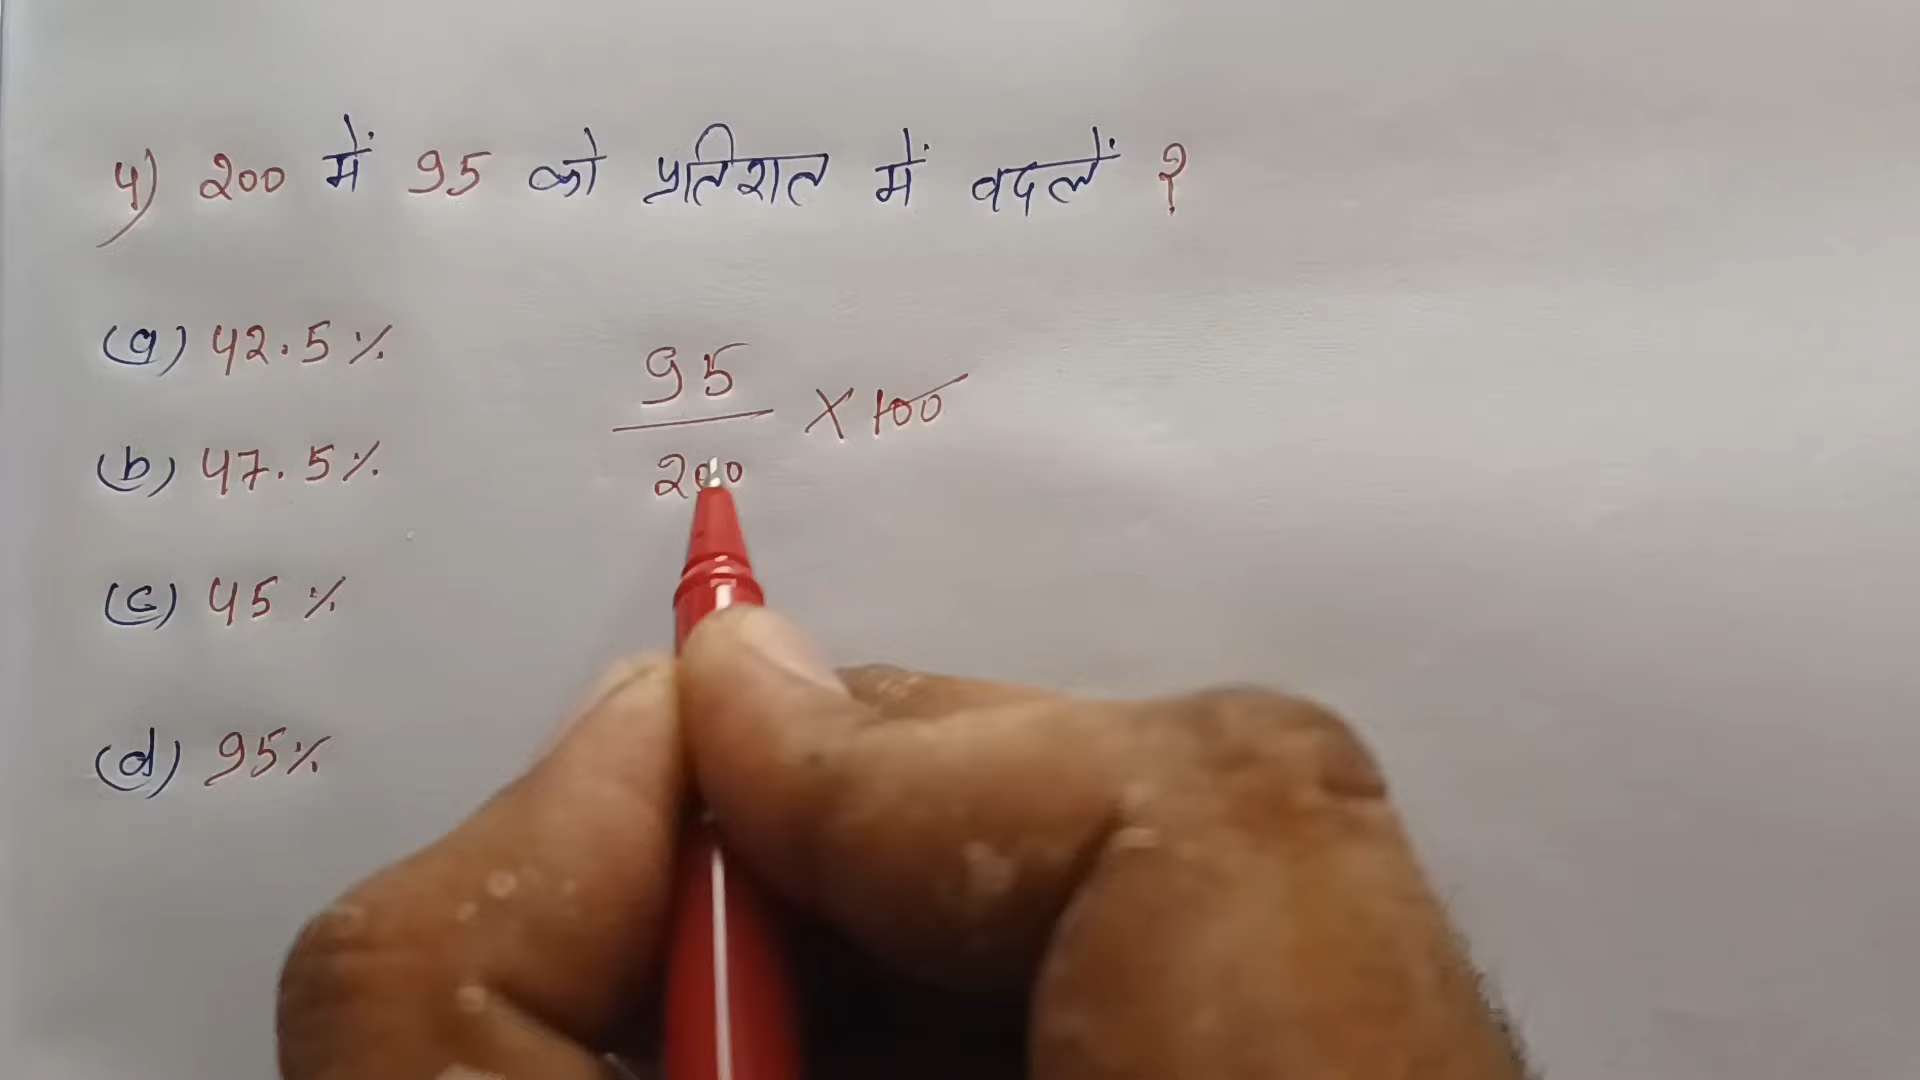 4) 200 में 95 को प्रतिशत में बदलें ?
(a) 42.5%
95
200
× 100
(b) 47.5%
(c) 45%
(d) 95%